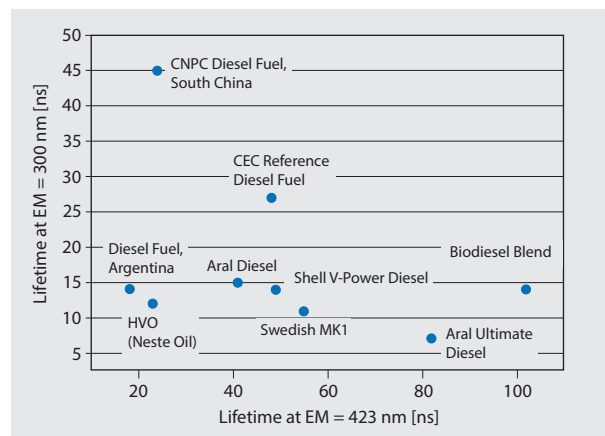 50
45
40
35
30
25
20
15
10
5
Lifetime at EM = 300 nm [ns]
CNPC Diesel Fuel,
South China
CEC Reference
Diesel Fuel
Diesel Fuel,
Argentina
Aral Diesel
Shell V-Power Diesel
Biodiesel Blend
HVO
(Neste Oil)
Swedish MK1
Aral Ultimate
Diesel
20
40
60
80
100
Lifetime at EM = 423 nm [ns]